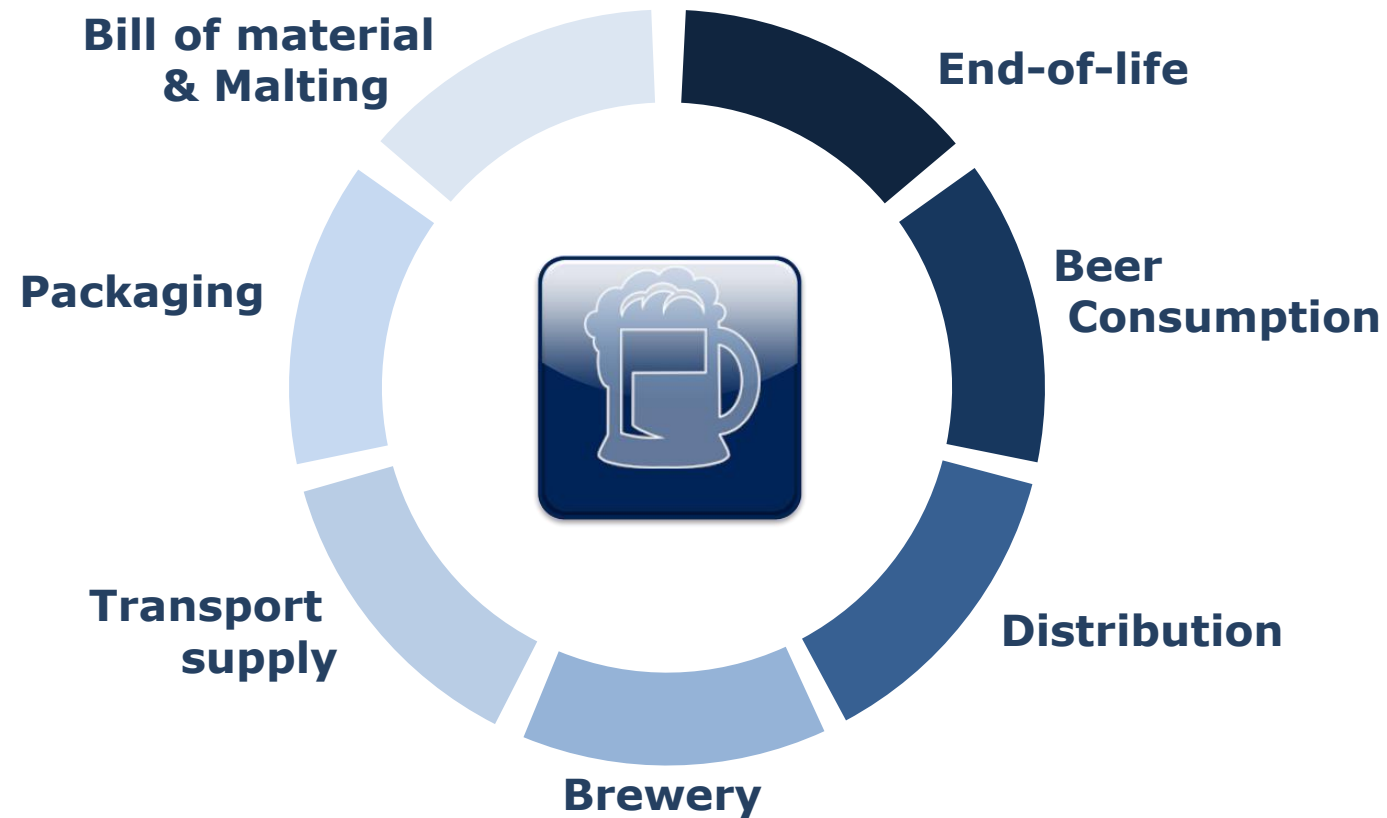 Bill of material
& Malting
End-of-life
Beer
Consumption
Packaging
Transport
supply
Distribution
Brewery